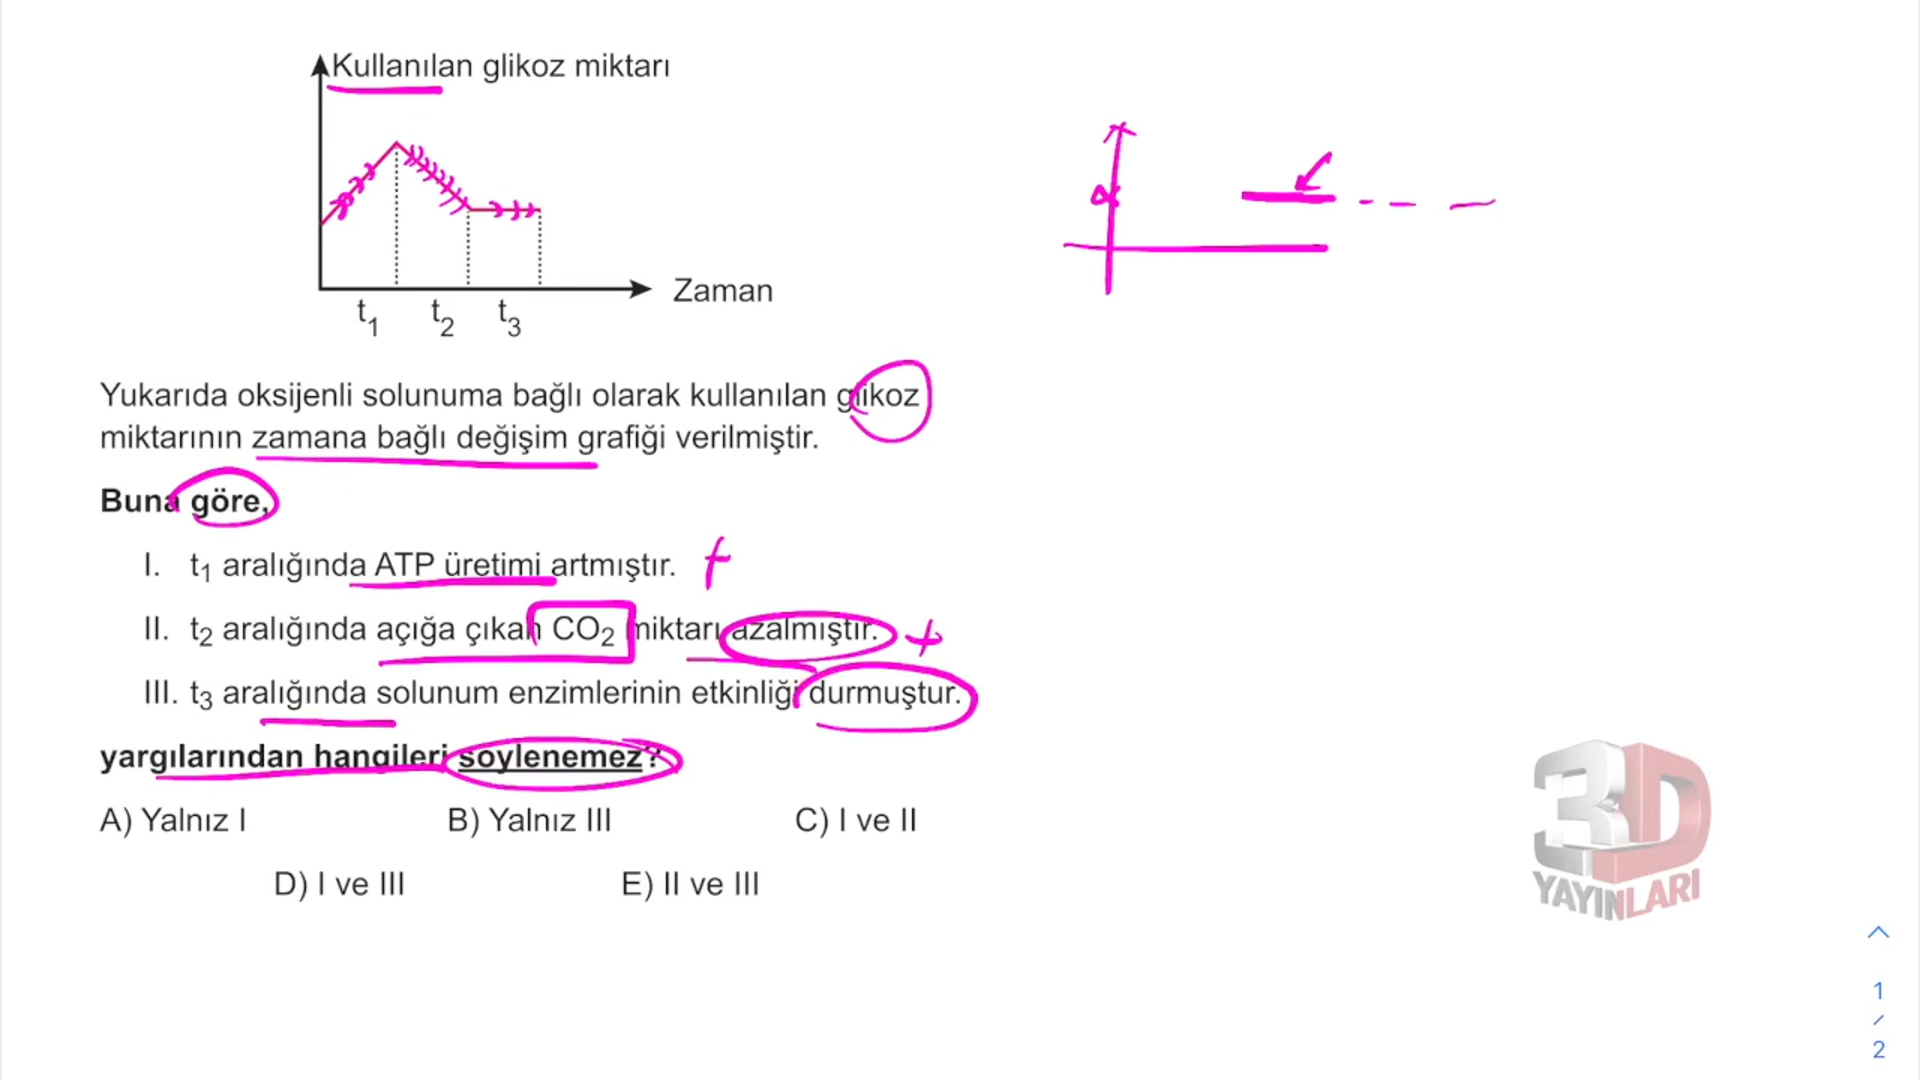 Kullanılan glikoz miktarı
Zaman
t1 t2 t3
Yukarıda oksijenli solunuma bağlı olarak kullanılan glikoz
miktarının zamana bağlı değişim grafiği verilmiştir.
Buna göre,
I. t1 aralığında ATP üretimi artmıştır. +
II. t2 aralığında açığa çıkan CO2 miktarı azalmıştır. +
III. t3 aralığında solunum enzimlerinin etkinliği durmuştur.
yargılarından hangileri söylenemez?
A) Yalnız I B) Yalnız III C) I ve II
D) I ve III E) II ve III
3D
YAYINLARI
1
/
2